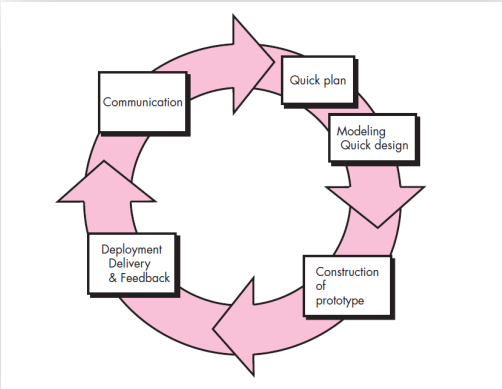 Communication
Quick plan
Modeling
Quick design
Construction
of
prototype
Deployment
Delivery
& Feedback